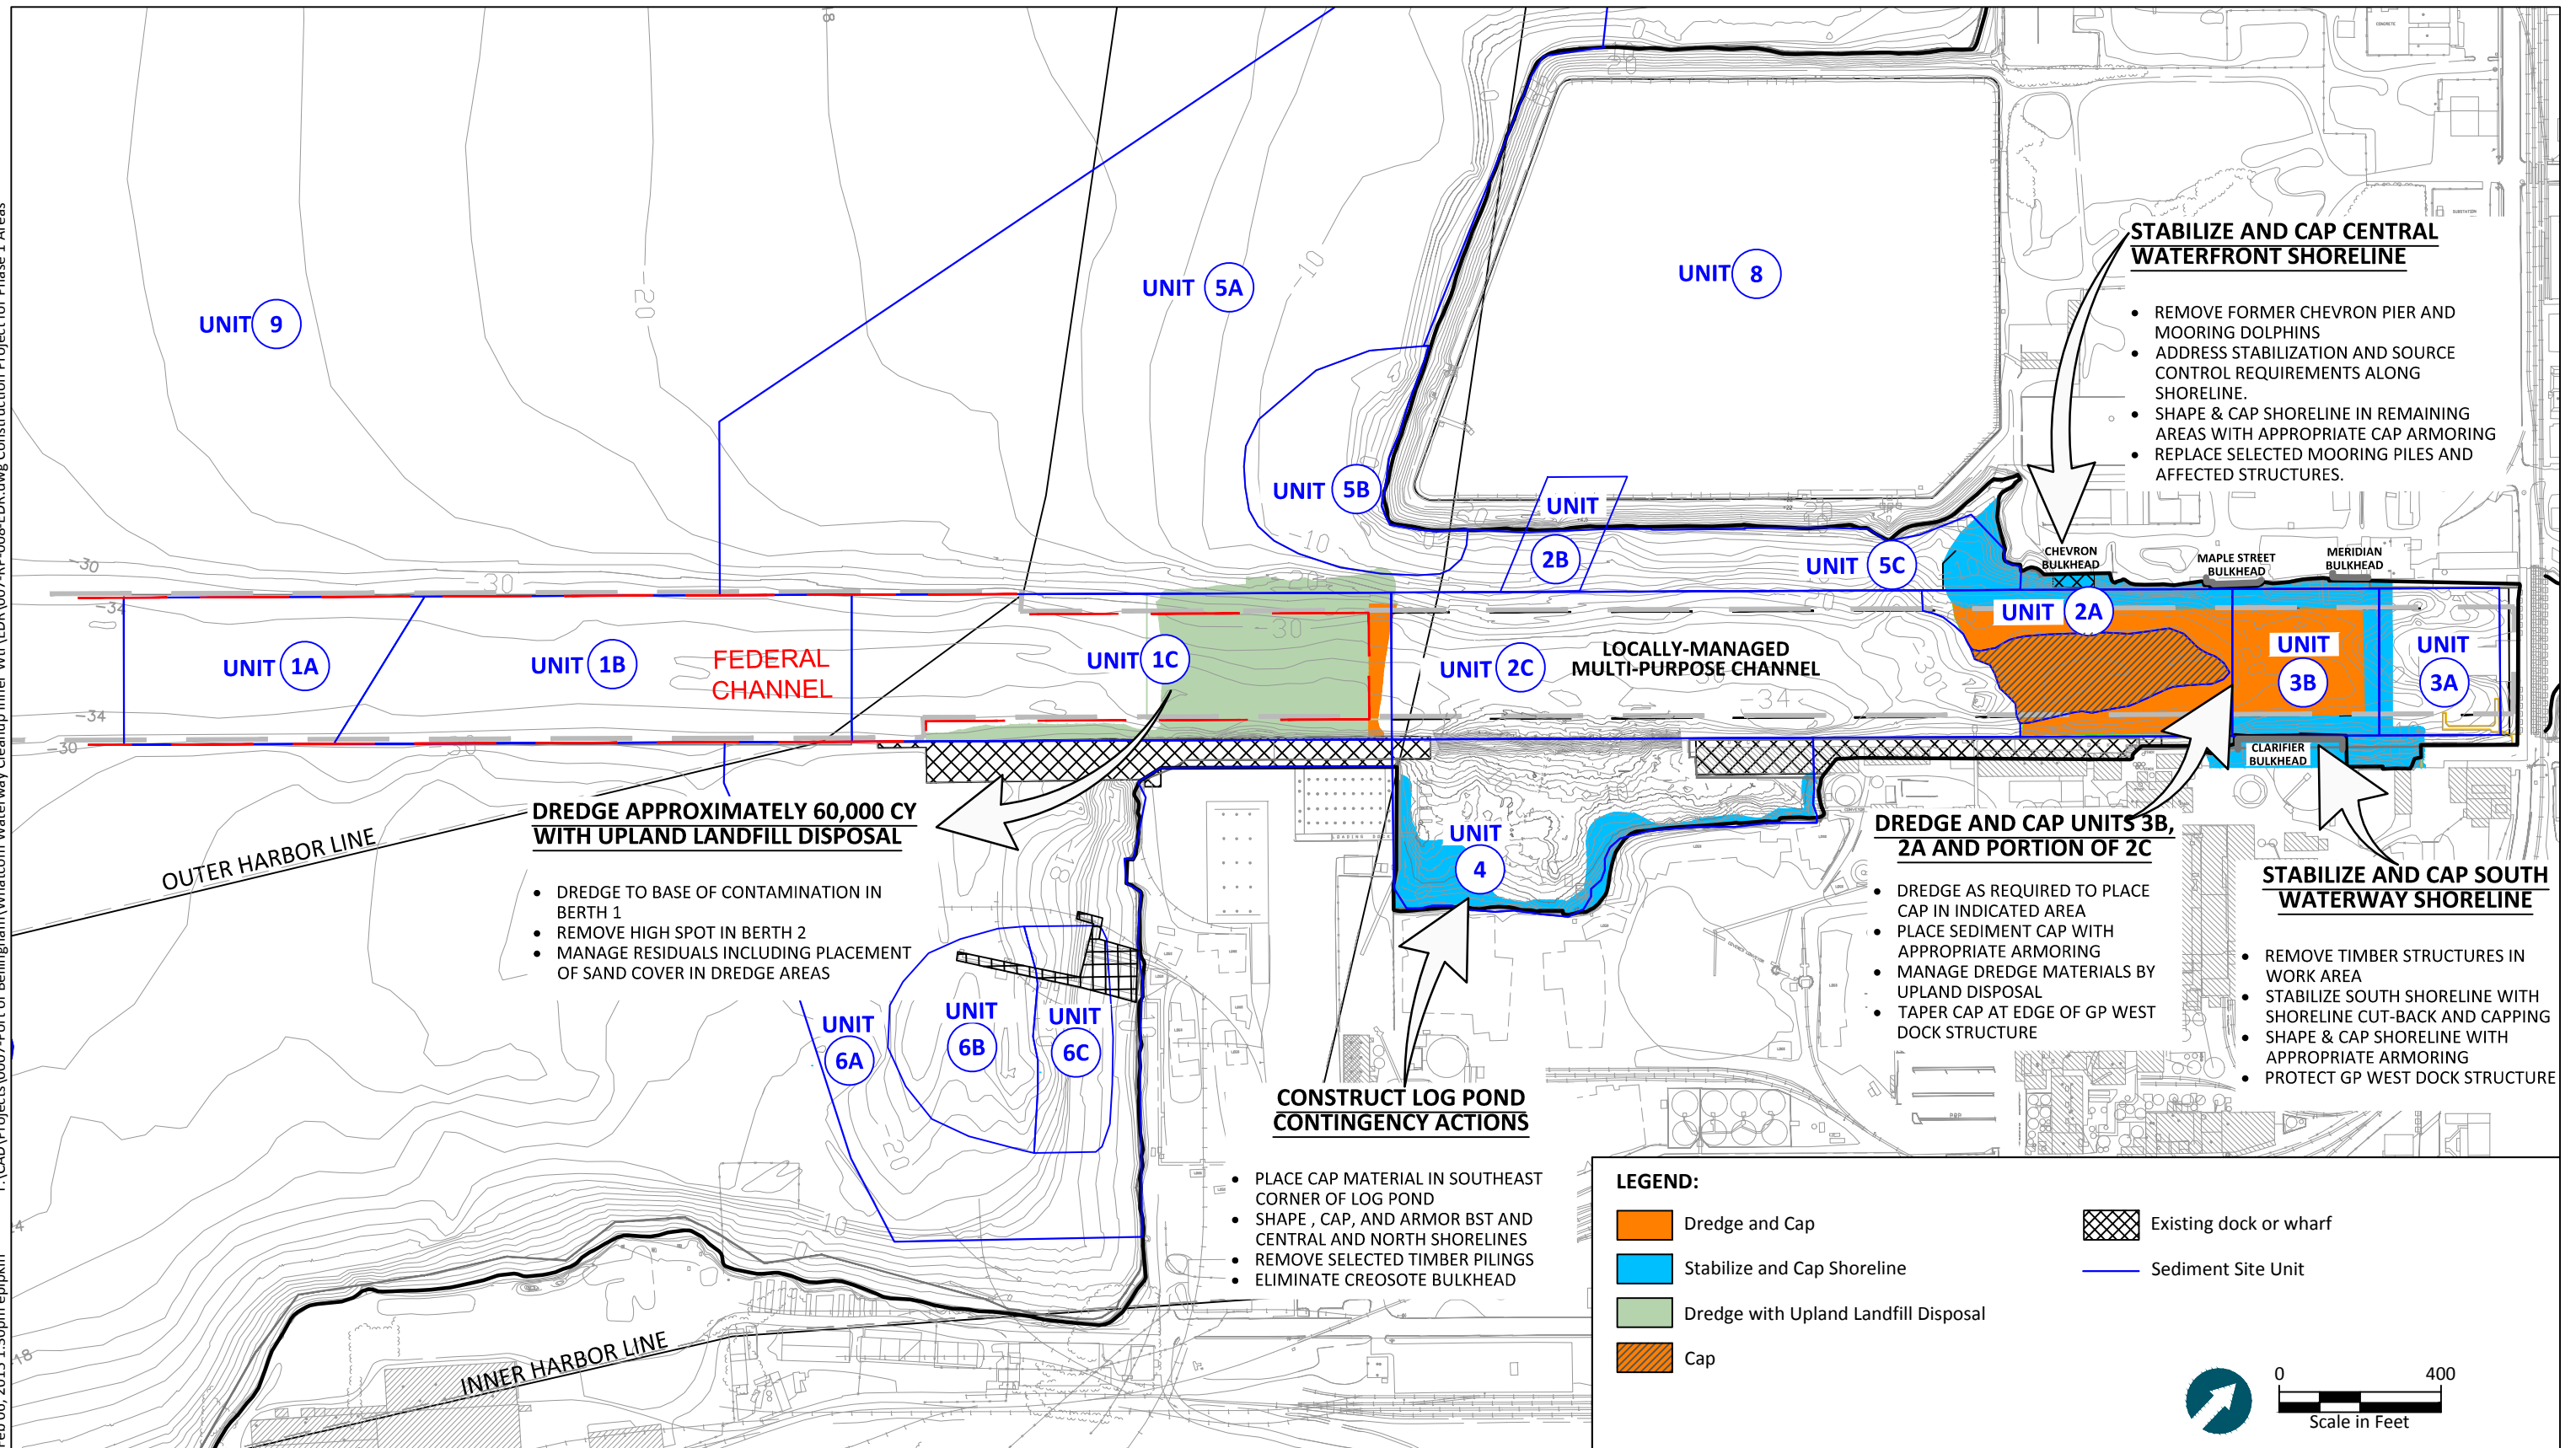 STABILIZE AND CAP CENTRAL
WATERFRONT SHORELINE
• REMOVE FORMER CHEVRON PIER AND
MOORING DOLPHINS
• ADDRESS STABILIZATION AND SOURCE
CONTROL REQUIREMENTS ALONG
SHORELINE.
• SHAPE & CAP SHORELINE IN REMAINING
AREAS WITH APPROPRIATE CAP ARMORING
• REPLACE SELECTED MOORING PILES AND
AFFECTED STRUCTURES.
UNIT 9
UNIT 5A
UNIT 8
UNIT 5B
UNIT
2B
UNIT 5C
CHEVRON
BULKHEAD
MAPLE STREET
BULKHEAD
MERIDIAN
BULKHEAD
-20
-10
-10
20
-30
-30
-34
-20
-30
-30
-34
-34
-30
UNIT 1A
UNIT 1B
FEDERAL
CHANNEL
UNIT 1C
UNIT 2C
LOCALLY-MANAGED
MULTI-PURPOSE CHANNEL
UNIT 2A
UNIT
3B
UNIT
3A
CLARIFIER
BULKHEAD
OUTER HARBOR LINE
DREDGE APPROXIMATELY 60,000 CY
WITH UPLAND LANDFILL DISPOSAL
• DREDGE TO BASE OF CONTAMINATION IN
BERTH 1
• REMOVE HIGH SPOT IN BERTH 2
• MANAGE RESIDUALS INCLUDING PLACEMENT
OF SAND COVER IN DREDGE AREAS
UNIT
4
DREDGE AND CAP UNITS 3B,
2A AND PORTION OF 2C
• DREDGE AS REQUIRED TO PLACE
CAP IN INDICATED AREA
• PLACE SEDIMENT CAP WITH
APPROPRIATE ARMORING
• MANAGE DREDGE MATERIALS BY
UPLAND DISPOSAL
• TAPER CAP AT EDGE OF GP WEST
DOCK STRUCTURE
STABILIZE AND CAP SOUTH
WATERWAY SHORELINE
• REMOVE TIMBER STRUCTURES IN
WORK AREA
• STABILIZE SOUTH SHORELINE WITH
SHORELINE CUT-BACK AND CAPPING
• SHAPE & CAP SHORELINE WITH
APPROPRIATE ARMORING
• PROTECT GP WEST DOCK STRUCTURE
UNIT
6A
UNIT
6B
UNIT
6C
CONSTRUCT LOG POND
CONTINGENCY ACTIONS
• PLACE CAP MATERIAL IN SOUTHEAST
CORNER OF LOG POND
• SHAPE , CAP, AND ARMOR BST AND
CENTRAL AND NORTH SHORELINES
• REMOVE SELECTED TIMBER PILINGS
• ELIMINATE CREOSOTE BULKHEAD
INNER HARBOR LINE
LEGEND:
Dredge and Cap
Stabilize and Cap Shoreline
Dredge with Upland Landfill Disposal
Cap
Existing dock or wharf
Sediment Site Unit
0 400
Scale in Feet